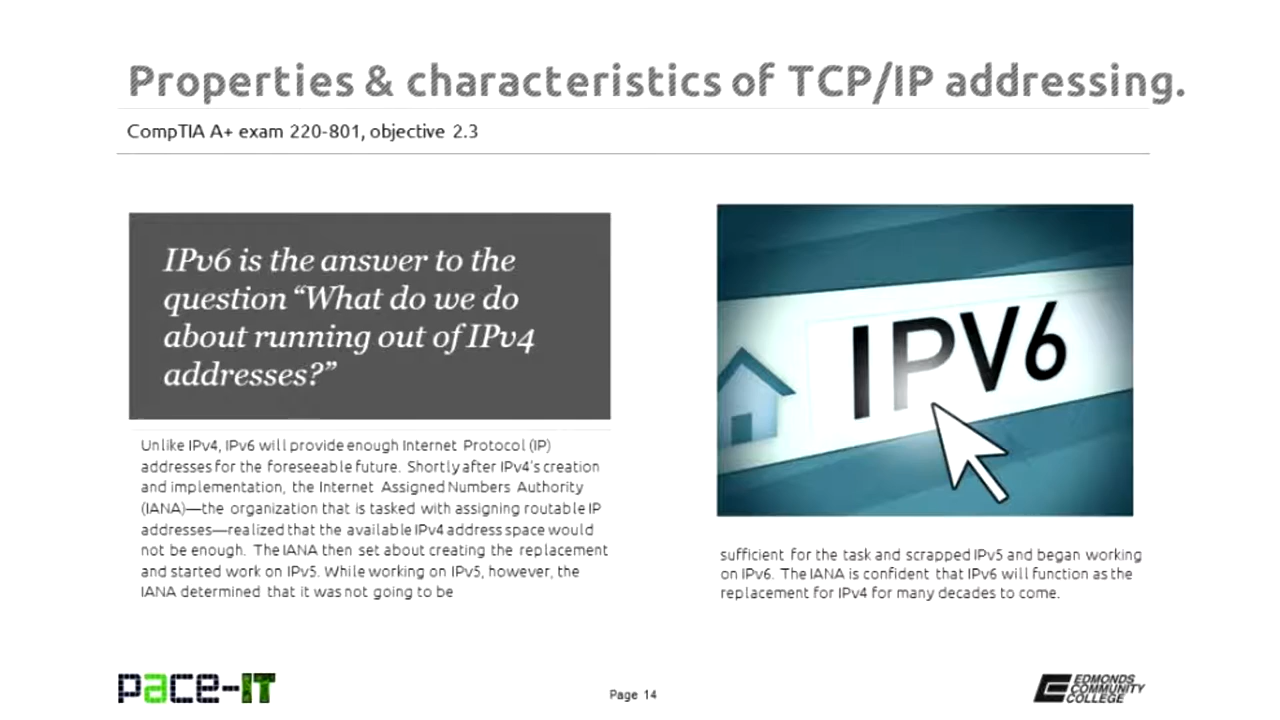 Properties & characteristics of TCP/IP addressing.
CompTIA A+ exam 220-801, objective 2.3
IPv6 is the answer to the
question “What do we do
about running out of IPv4
addresses?”
Unlike IPv4, IPv6 will provide enough Internet Protocol (IP)
addresses for the foreseeable future. Shortly after IPv4's creation
and implementation, the Internet Assigned Numbers Authority
(IANA)—the organization that is tasked with assigning routable IP
addresses—realized that the available IPv4 address space would
not be enough. The IANA then set about creating the replacement
and started work on IPv5. While working on IPv5, however, the
IANA determined that it was not going to be
IPV6
sufficient for the task and scrapped IPv5 and began working
on IPv6. The IANA is confident that IPv6 will function as the
replacement for IPv4 for many decades to come.
pace-IT
Page 14
EDMONDS
COMMUNITY
COLLEGE